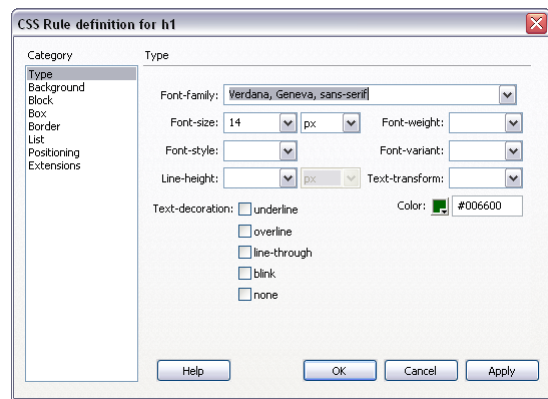 CSS Rule definition for h1
Category
Type
Type
Background
Block
Box
Border
List
Positioning
Extensions
Font-family: Verdana, Geneva, sans-serif
Font-size: 14 px Font-weight:
Font-style: Font-variant:
Line-height: px Text-transform:
Text-decoration: underline Color: #006600
overline
line-through
blink
none
Help OK Cancel Apply